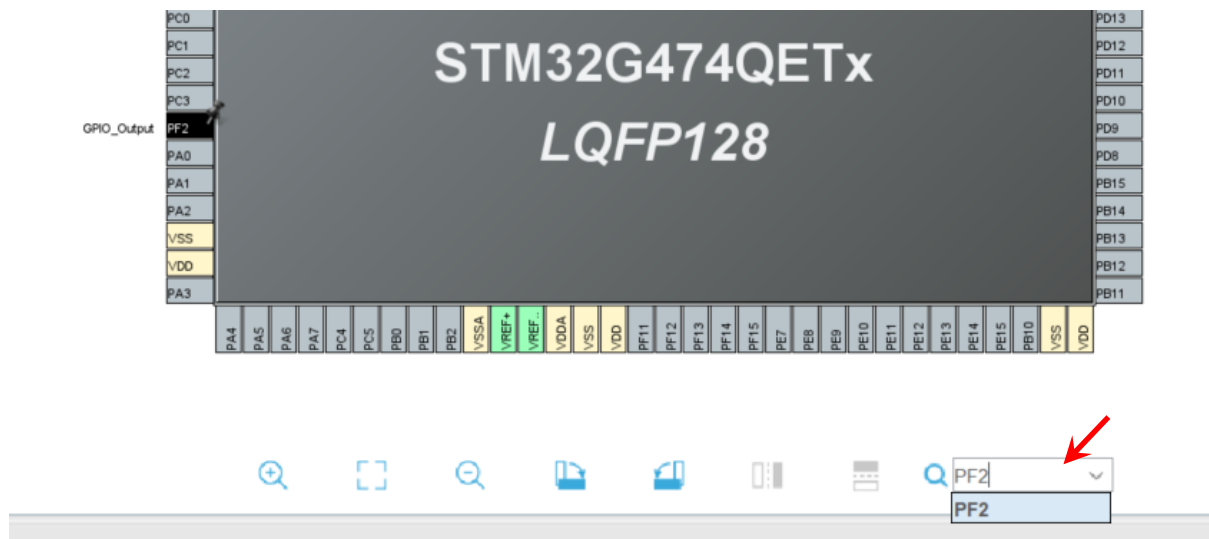 PC0
PC1
PC2
PC3
GPIO_Output PF2
PA0
PA1
PA2
VSS
VDD
PA3
STM32G474QETx
LQFP128
PD13
PD12
PD11
PD10
PD9
PD8
PB15
PB14
PB13
PB12
PB11
PA4
PA5
PA6
PA7
PC4
PC5
PB0
PB1
PB2
VSSA
VREF+
VREF..
VDDA
VSS
VDD
PF11
PF12
PF13
PF14
PF15
PE7
PE8
PE9
PE10
PE11
PE12
PE13
PE14
PE15
PB10
VSS
VDD
PF2
PF2